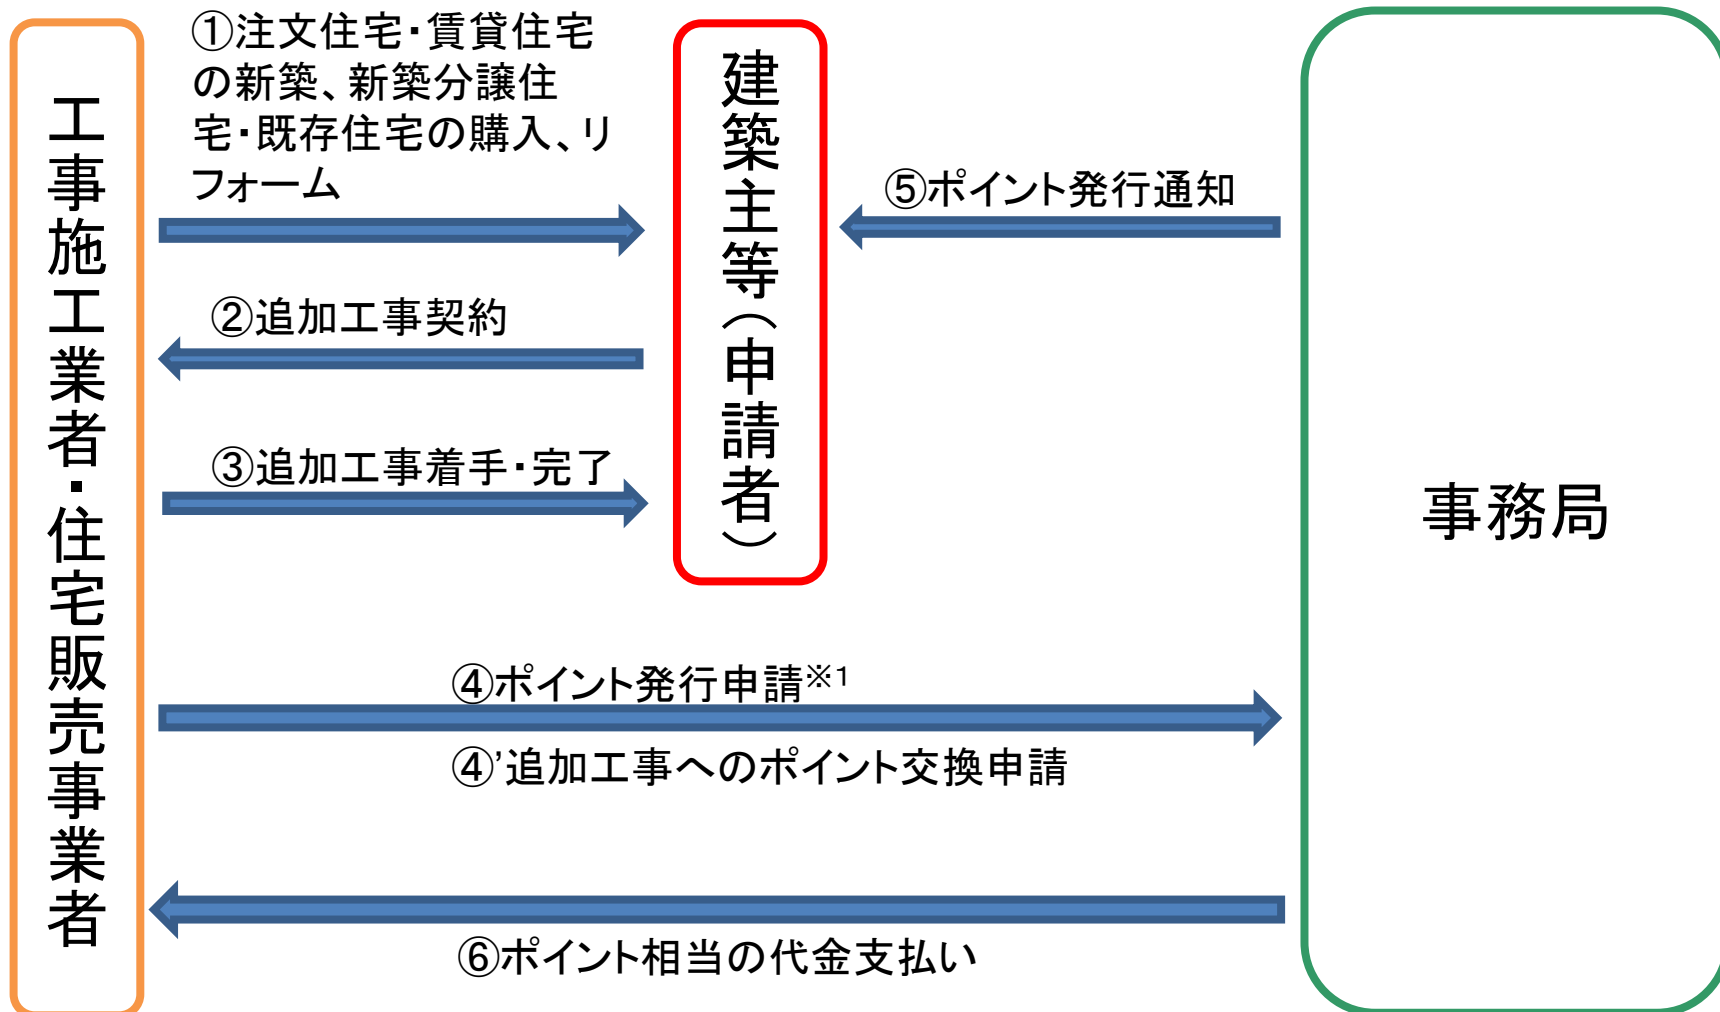 工事施工業者・住宅販売事業者
①注文住宅・賃貸住宅
の新築、新築分譲住
宅・既存住宅の購入、リ
フォーム
②追加工事契約
③追加工事着手・完了
建築主等（申請者）
⑤ポイント発行通知
④ポイント発行申請※1
④’追加工事へのポイント交換申請
⑥ポイント相当の代金支払い
事務局